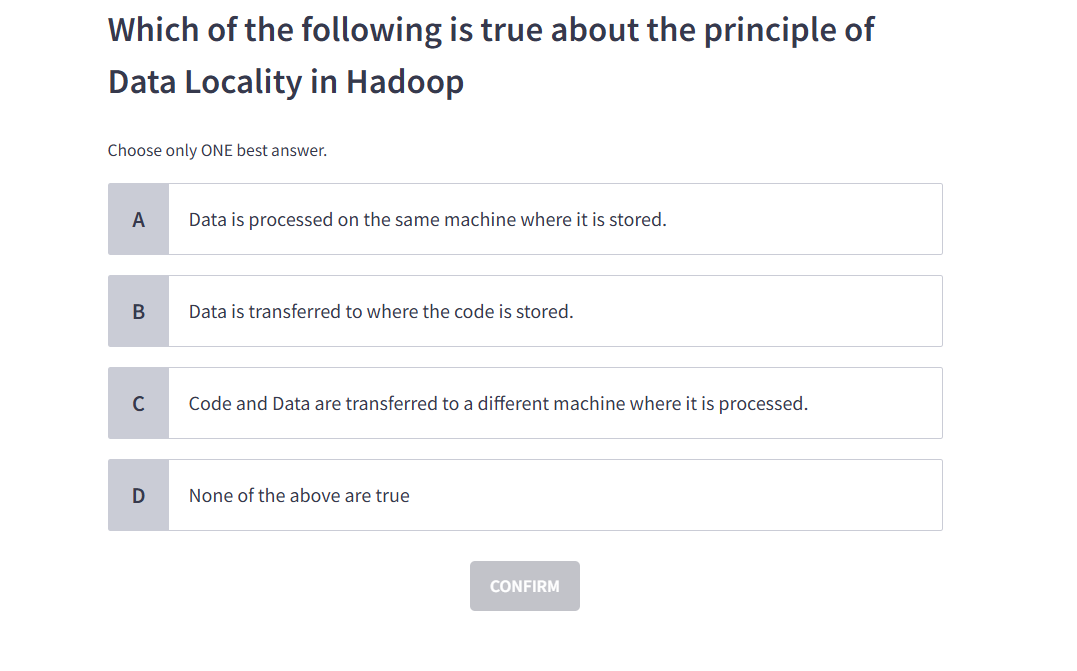 Which of the following is true about the principle of
Data Locality in Hadoop
Choose only ONE best answer.
A Data is processed on the same machine where it is stored.
B Data is transferred to where the code is stored.
C Code and Data are transferred to a different machine where it is processed.
D None of the above are true
CONFIRM